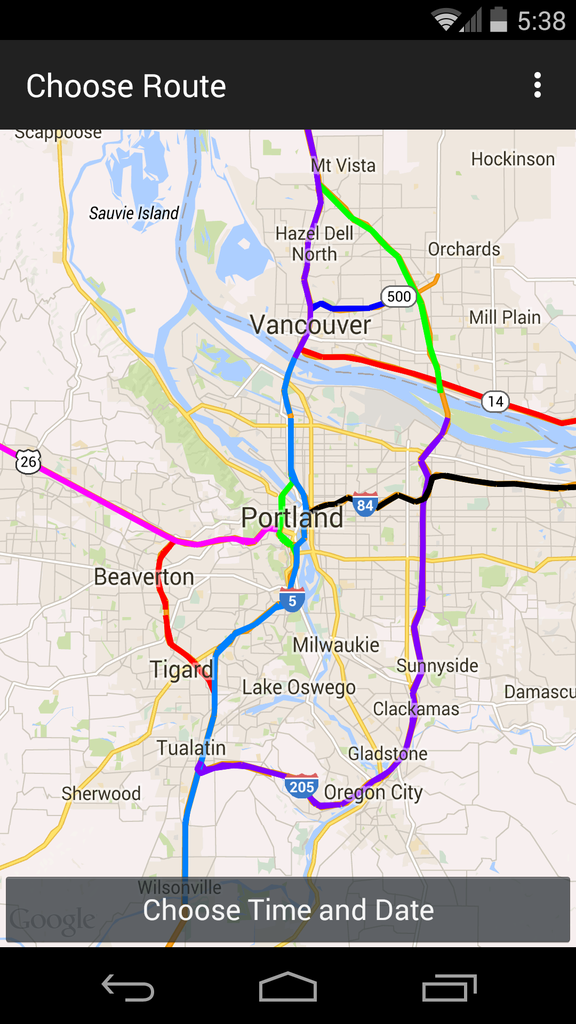 5:38
Choose Route
Scappoose
Mt Vista
Hockinson
Sauvie Island
Hazel Dell
North
Orchards
500
Mill Plain
Vancouver
14
26
84
Portland
Beaverton
5
Milwaukie
Tigard
Sunnyside
Lake Oswego
Damascu
Clackamas
Tualatin
Gladstone
205
Sherwood
Oregon City
Wilsonville
Google
Choose Time and Date